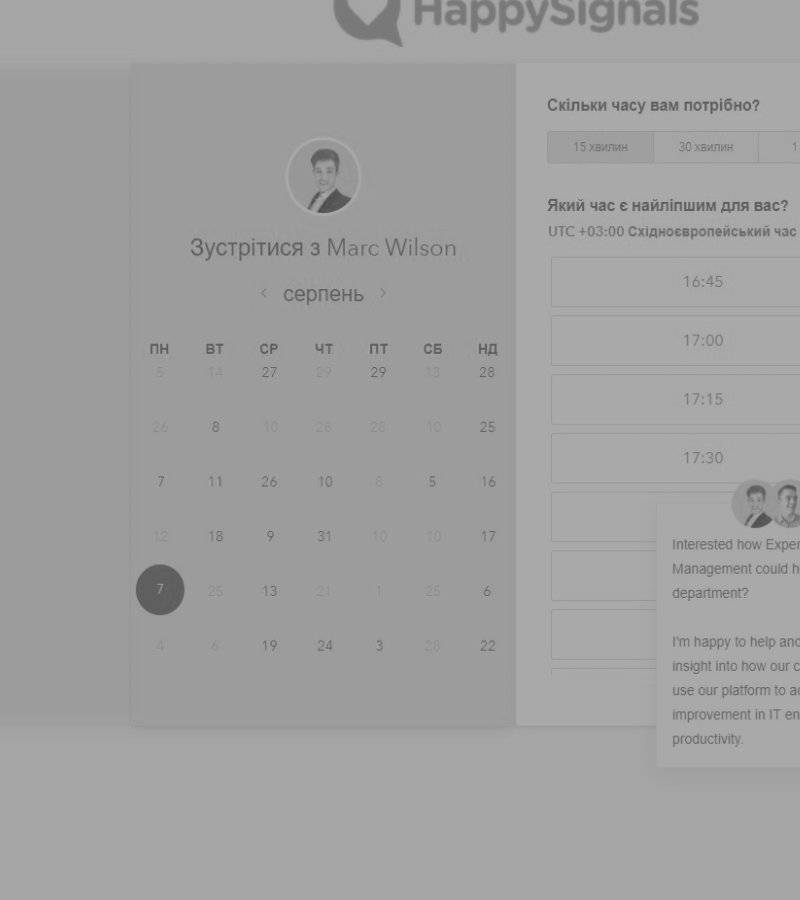 HappySignals
Зустрітися з Marc Wilson
серпень
ПН ВТ СР ЧТ ПТ СБ НД
5 14 27 29 29 13 28
26 8 10 28 28 10 25
7 11 26 10 8 5 16
12 18 9 31 10 10 17
7 25 13 21 1 25 6
4 6 19 24 3 28 22
Скільки часу вам потрібно?
15 хвилин 30 хвилин 1
Який час є найліпшим для вас?
UTC +03:00 Східноєвропейський час
16:45
17:00
17:15
17:30
Interested how Exper
Management could h
department?
I'm happy to help and
insight into how our c
use our platform to ac
improvement in IT en
productivity.